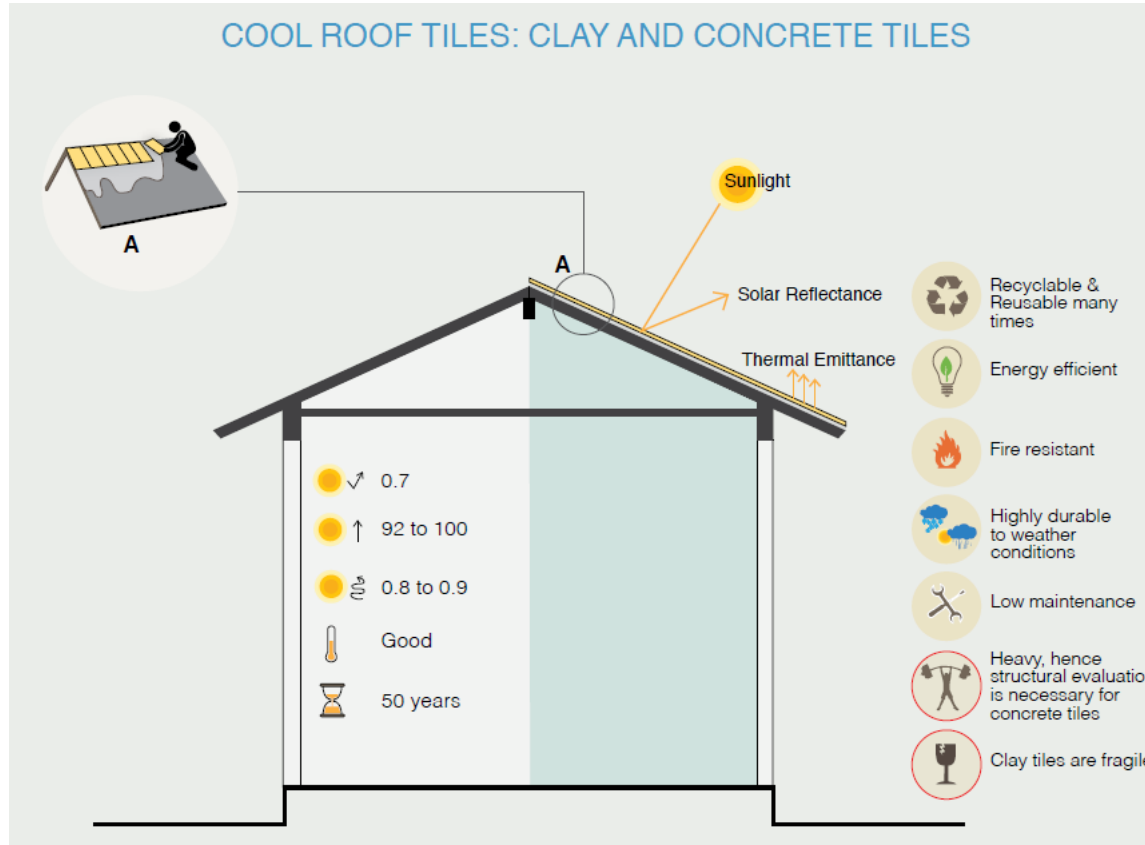 COOL ROOF TILES: CLAY AND CONCRETE TILES
A
Sunlight
A
Solar Reflectance
Thermal Emittance
0.7
92 to 100
0.8 to 0.9
Good
50 years
Recyclable &
Reusable many
times
Energy efficient
Fire resistant
Highly durable
to weather
conditions
Low maintenance
Heavy, hence
structural evaluatio
is necessary for
concrete tiles
Clay tiles are fragile